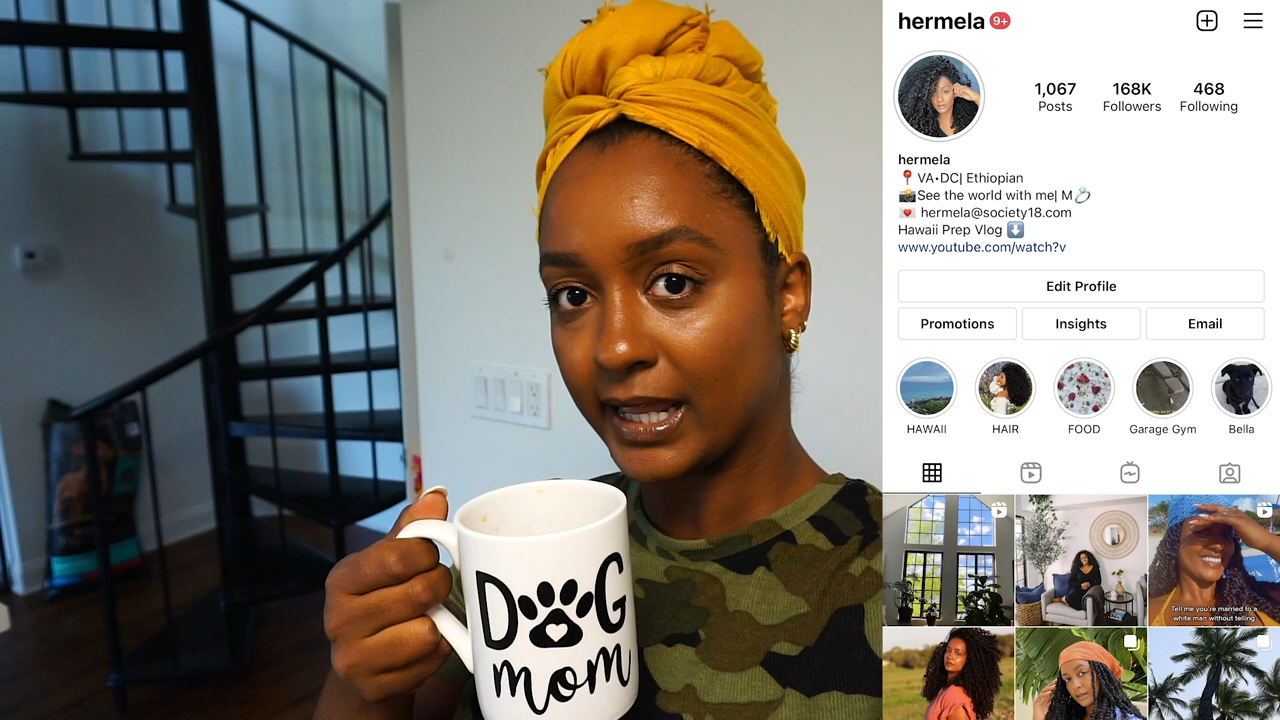 DOG
mom
hermela 9+
1,067 168K 468
Posts Followers Following
hermela
📍 VA•DC| Ethiopian
📸See the world with me| M💍
💌 hermela@society18.com
Hawaii Prep Vlog ⬇️
www.youtube.com/watch?v
Edit Profile
Promotions Insights Email
HAWAII HAIR FOOD Garage Gym Bella
Tell me you're married to a
white man without telling